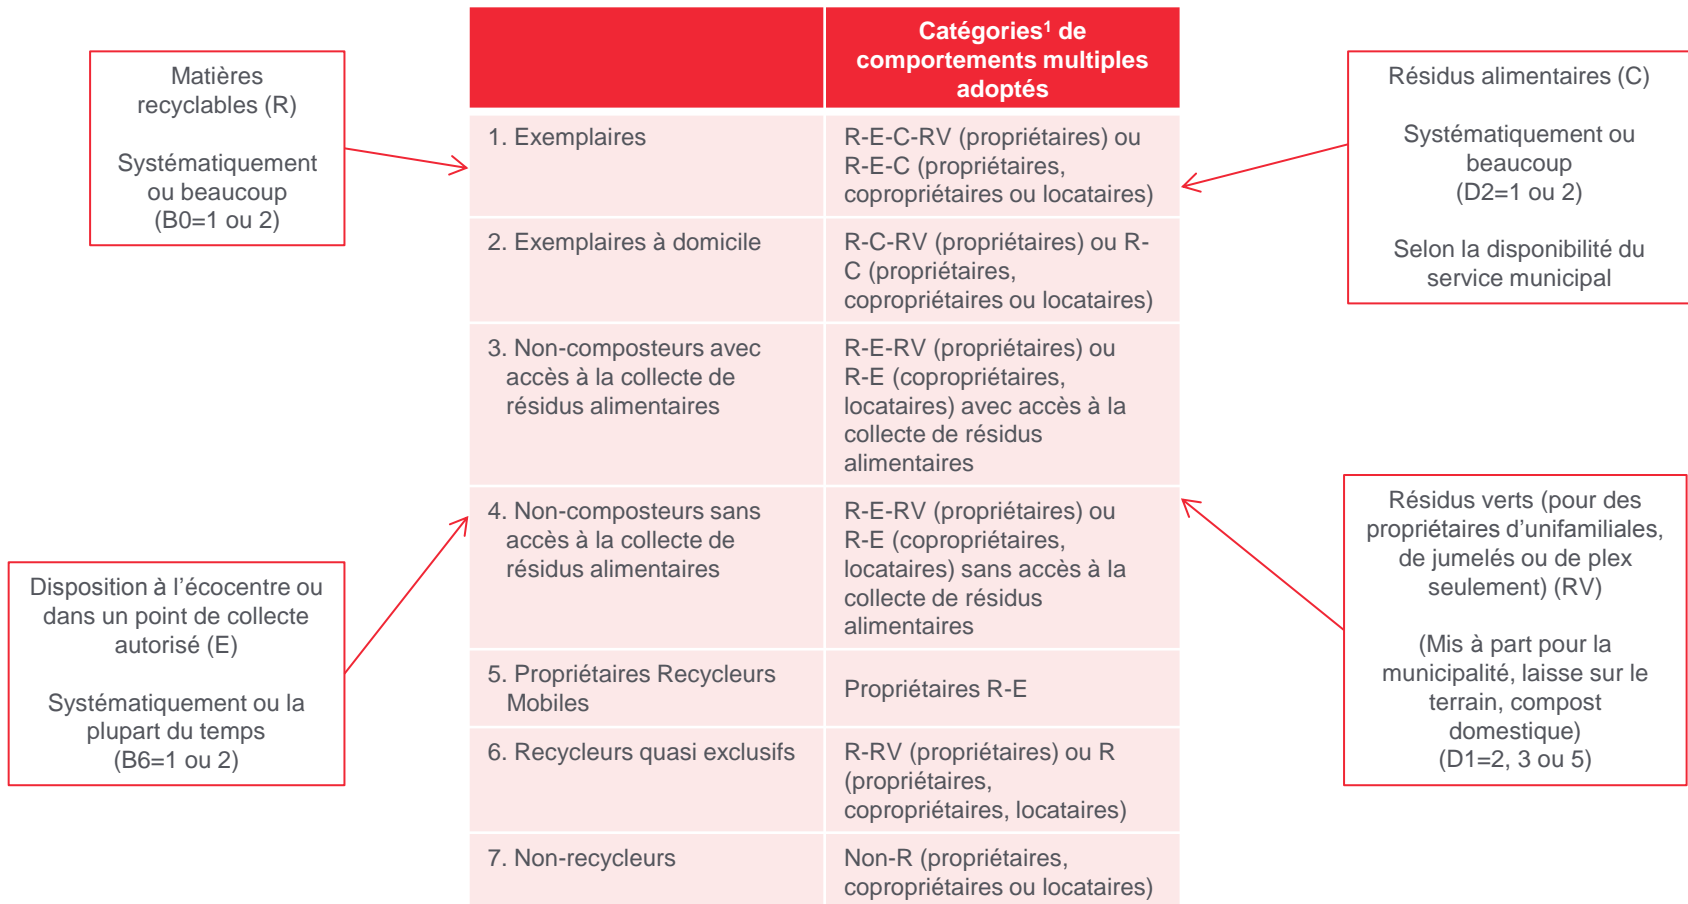 Catégories¹ de
comportements multiples
adoptés
Matières
recyclables (R)
Systématiquement
ou beaucoup
(B0=1 ou 2)
Résidus alimentaires (C)
Systématiquement ou
beaucoup
(D2=1 ou 2)
Selon la disponibilité du
service municipal
1. Exemplaires
R-E-C-RV (propriétaires) ou
R-E-C (propriétaires,
copropriétaires ou locataires)
2. Exemplaires à domicile
R-C-RV (propriétaires) ou R-
C (propriétaires,
copropriétaires ou locataires)
3. Non-composteurs avec
accès à la collecte de
résidus alimentaires
R-E-RV (propriétaires) ou
R-E (copropriétaires,
locataires) avec accès à la
collecte de résidus
alimentaires
4. Non-composteurs sans
accès à la collecte de
résidus alimentaires
R-E-RV (propriétaires) ou
R-E (copropriétaires,
locataires) sans accès à la
collecte de résidus
alimentaires
5. Propriétaires Recycleurs
Mobiles
Propriétaires R-E
6. Recycleurs quasi exclusifs
R-RV (propriétaires) ou R
(propriétaires,
copropriétaires, locataires)
7. Non-recycleurs
Non-R (propriétaires,
copropriétaires ou locataires)
Disposition à l'écocentre ou
dans un point de collecte
autorisé (E)
Systématiquement ou la
plupart du temps
(B6=1 ou 2)
Résidus verts (pour des
propriétaires d'unifamiliales,
de jumelés ou de plex
seulement) (RV)
(Mis à part pour la
municipalité, laisse sur le
terrain, compost
domestique)
(D1=2, 3 ou 5)